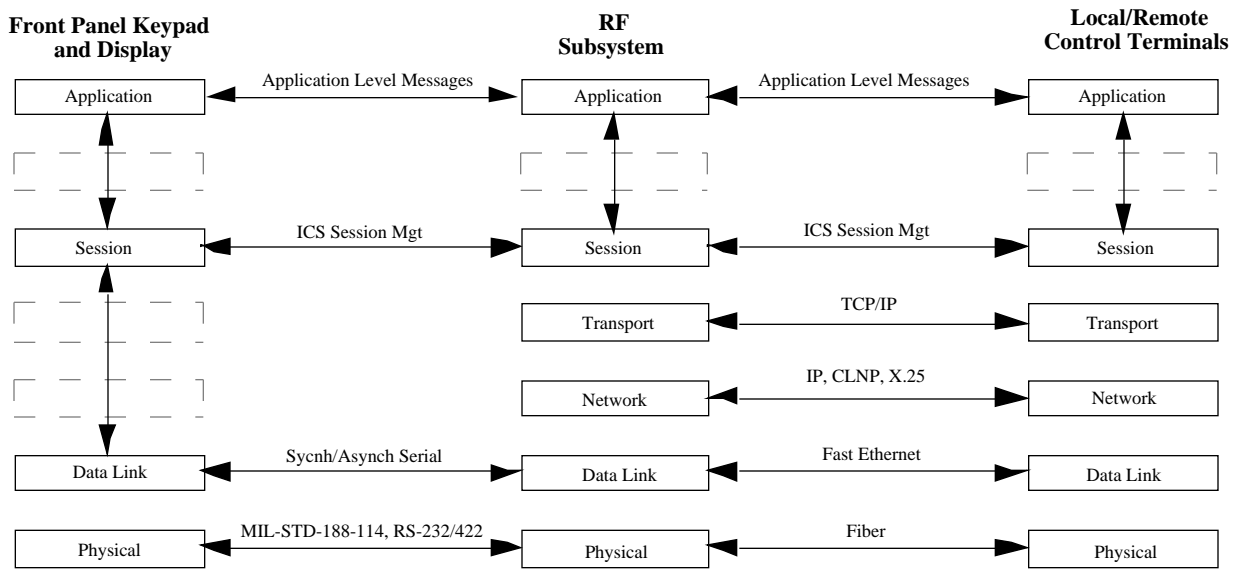 Front Panel Keypad
and Display
RF
Subsystem
Local/Remote
Control Terminals
Application
Application Level Messages
Application
Application Level Messages
Application
Session
ICS Session Mgt
Session
ICS Session Mgt
Session
Transport
TCP/IP
Transport
Network
IP, CLNP, X.25
Network
Data Link
Sycnh/Asynch Serial
Data Link
Fast Ethernet
Data Link
Physical
MIL-STD-188-114, RS-232/422
Physical
Fiber
Physical